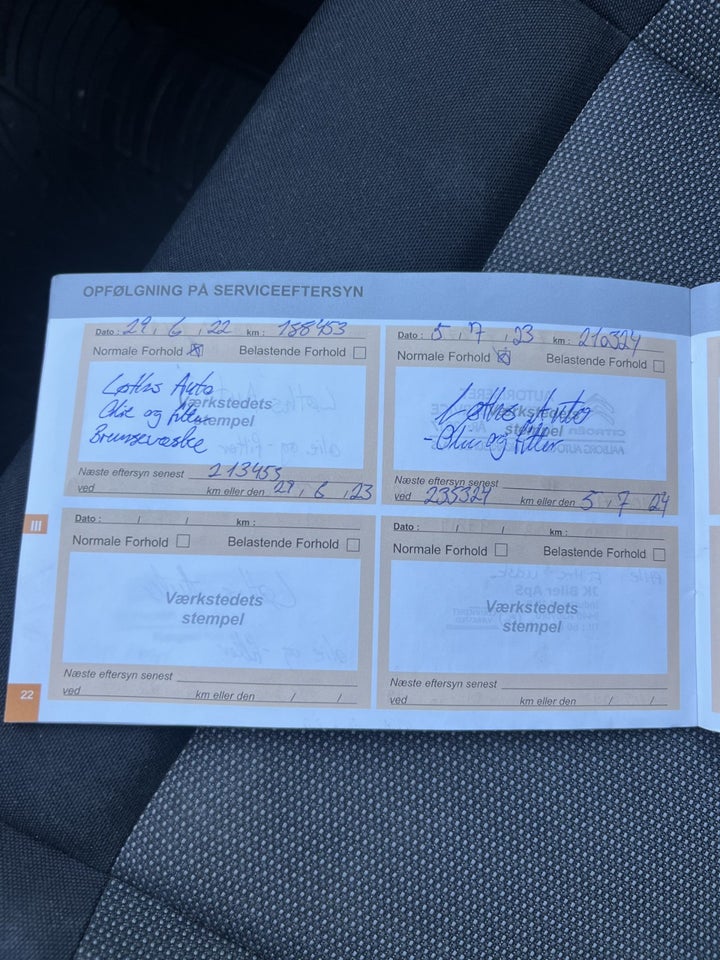 OPFØLGNING PÅ SERVICEEFTERSYN
Dato : 29 / 6 / 22 km : 188453
Normale Forhold ☒ Belastende Forhold ☐
Værkstedets
stempel
Loths Auto
Olie og filter
Bremsevæske
Næste eftersyn senest 213453
ved km eller den 29 / 6 / 23
Dato : 5 / 7 / 23 km : 210324
Normale Forhold ☒ Belastende Forhold ☐
Værkstedets
stempel
Loths Auto
- Olie og filter
Næste eftersyn senest
ved 235324 km eller den 5 / 7 / 24
III
Dato : / / km :
Normale Forhold ☐ Belastende Forhold ☐
Værkstedets
stempel
Næste eftersyn senest
ved km eller den / /
Dato : / / km :
Normale Forhold ☐ Belastende Forhold ☐
Værkstedets
stempel
Næste eftersyn senest
ved km eller den / /
22